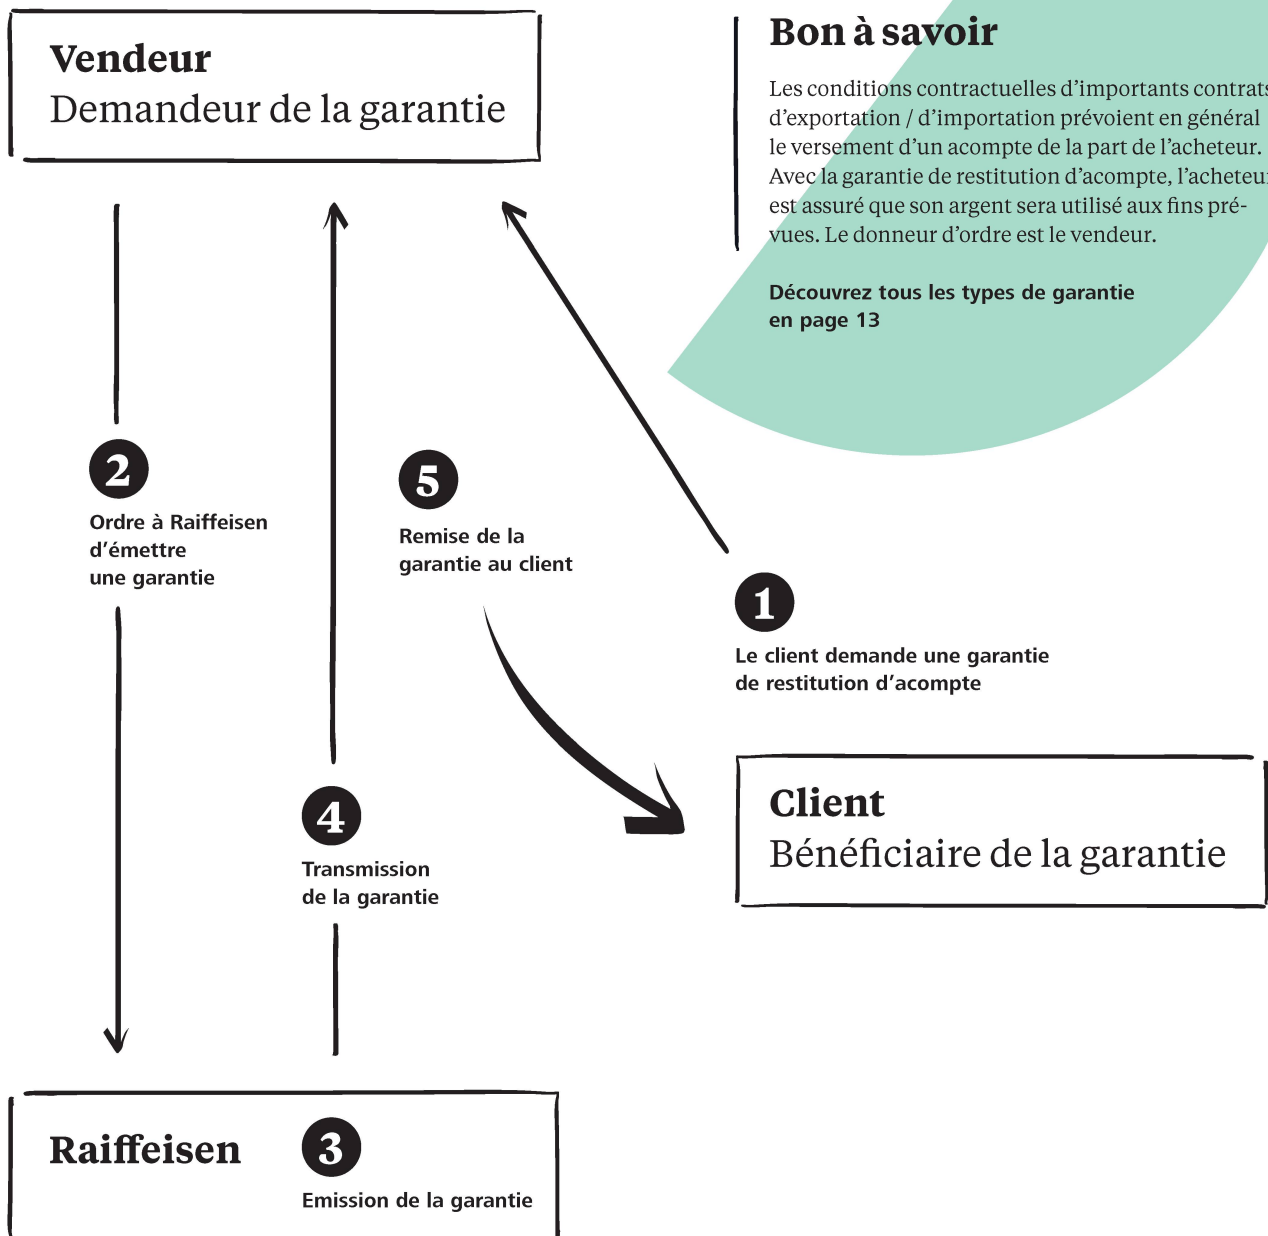 Vendeur
Demandeur de la garantie
Bon à savoir
Les conditions contractuelles d’importants contrats
d’exportation / d’importation prévoient en général
le versement d’un acompte de la part de l’acheteur.
Avec la garantie de restitution d’acompte, l’acheteur
est assuré que son argent sera utilisé aux fins pré-
vues. Le donneur d’ordre est le vendeur.
Découvrez tous les types de garantie
en page 13
2
Ordre à Raiffeisen
d’émettre
une garantie
5
Remise de la
garantie au client
1
Le client demande une garantie
de restitution d’acompte
4
Transmission
de la garantie
Client
Bénéficiaire de la garantie
Raiffeisen
3
Emission de la garantie